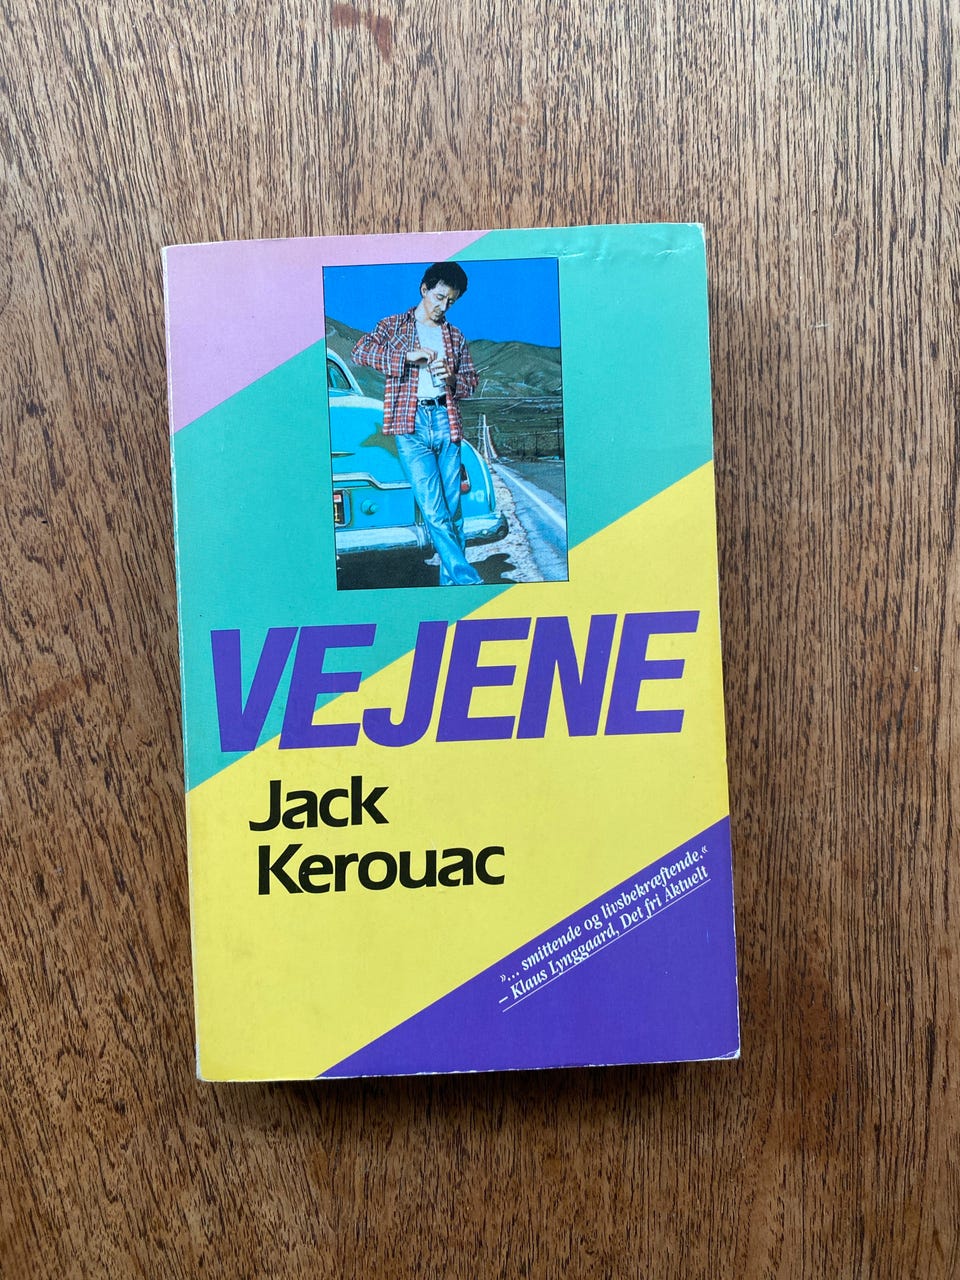 VEJENE
Jack
Kerouac
»... smittende og livsbekræftende.«
– Klaus Lynggaard, Det fri Aktuelt